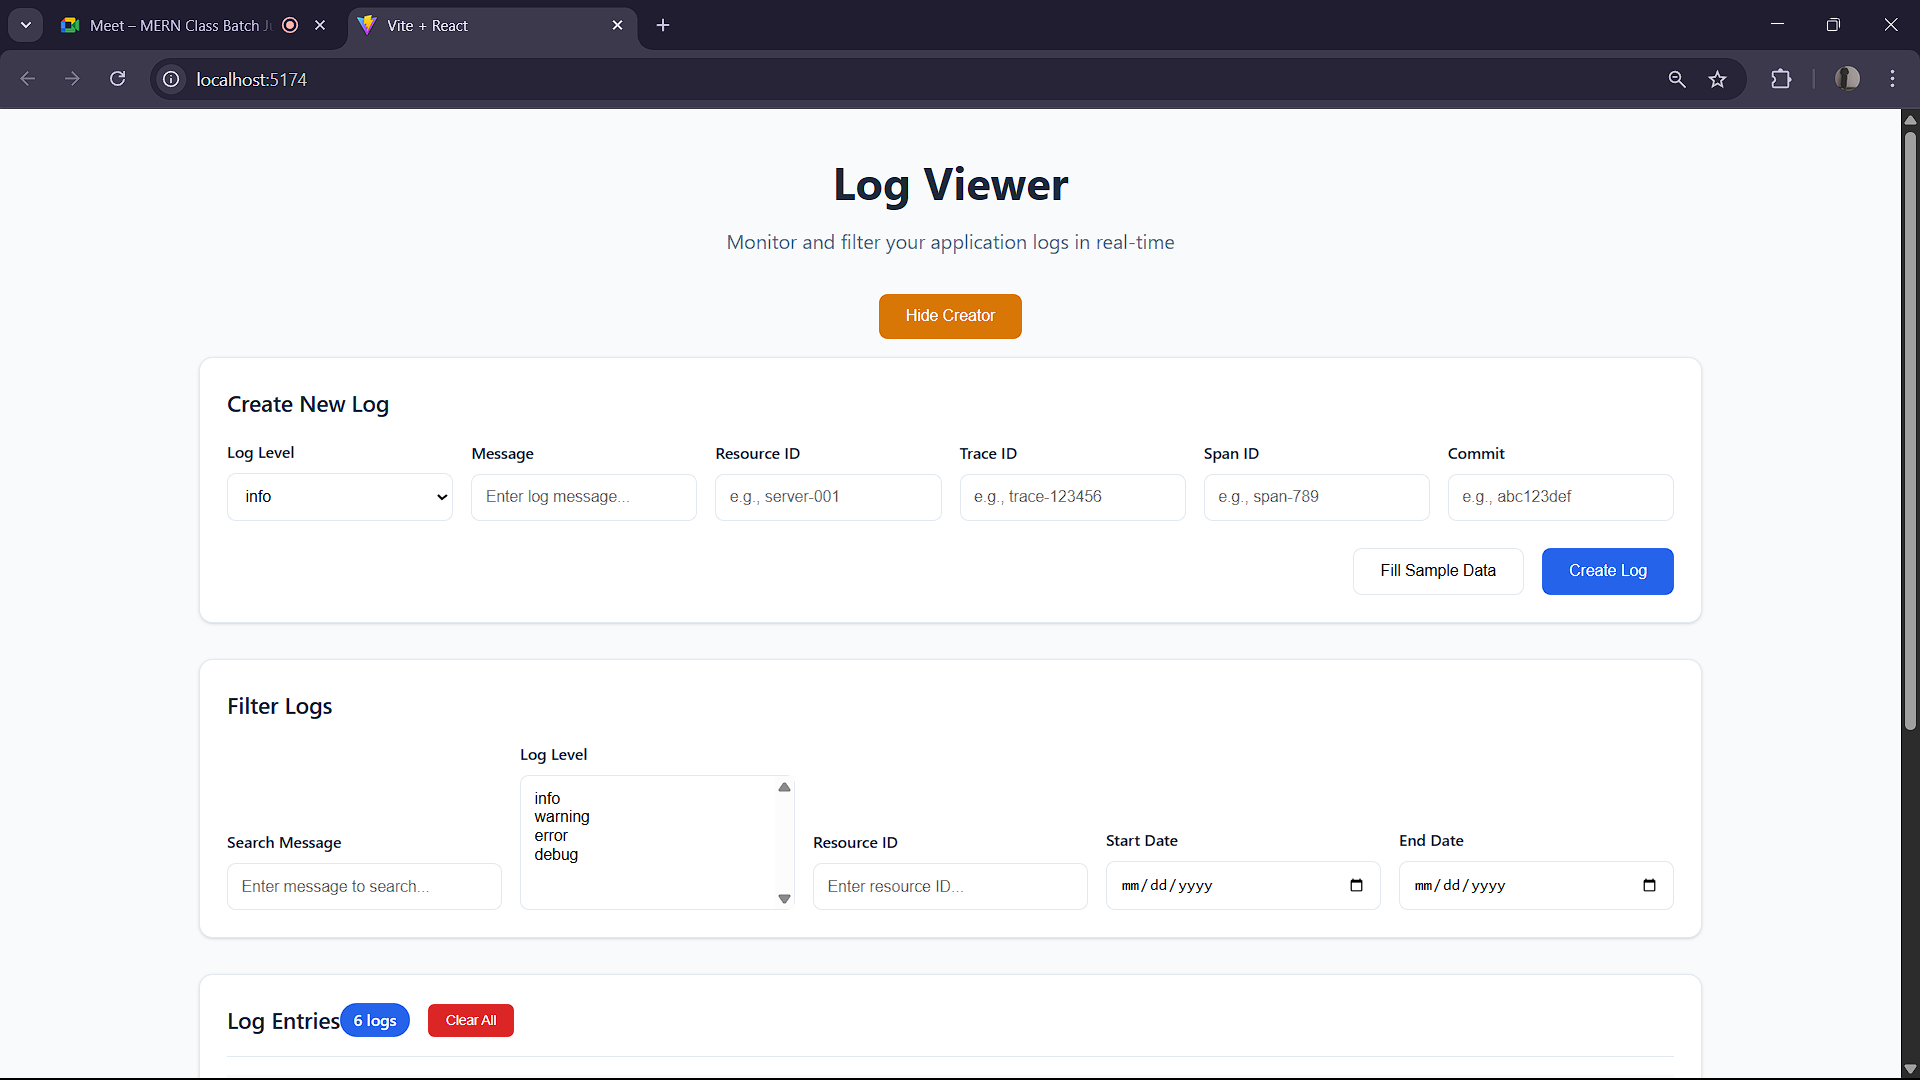 Meet – MERN Class Batch
Vite + React
localhost:5174
Log Viewer
Monitor and filter your application logs in real-time
Hide Creator
Create New Log
Log Level Message Resource ID Trace ID Span ID Commit
info Enter log message... e.g., server-001 e.g., trace-123456 e.g., span-789 e.g., abc123def
Fill Sample Data Create Log
Filter Logs
Log Level
info
warning
error
debug
Search Message Resource ID Start Date End Date
Enter message to search... Enter resource ID... mm/dd/yyyy mm/dd/yyyy
Log Entries 6 logs Clear All